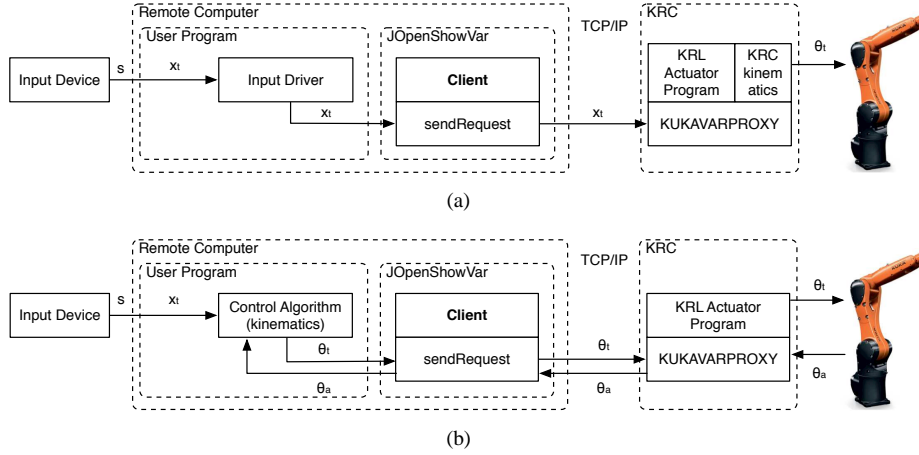 Remote Computer
User Program
JOpenShowVar
TCP/IP
KRC
Input Device
s
xt
Input Driver
xt
Client
sendRequest
xt
KRL
Actuator
Program
KRC
kinem
atics
KUKAVARPROXY
θt
(a)
Remote Computer
User Program
JOpenShowVar
TCP/IP
KRC
Input Device
s
xt
Control Algorithm
(kinematics)
θt
θa
Client
sendRequest
θt
θa
KRL Actuator
Program
KUKAVARPROXY
θt
θa
(b)